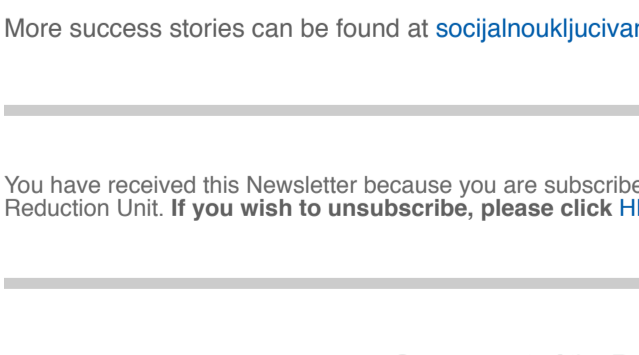 More success stories can be found at socijalnoukljucivan
You have received this Newsletter because you are subscribe
Reduction Unit. If you wish to unsubscribe, please click H